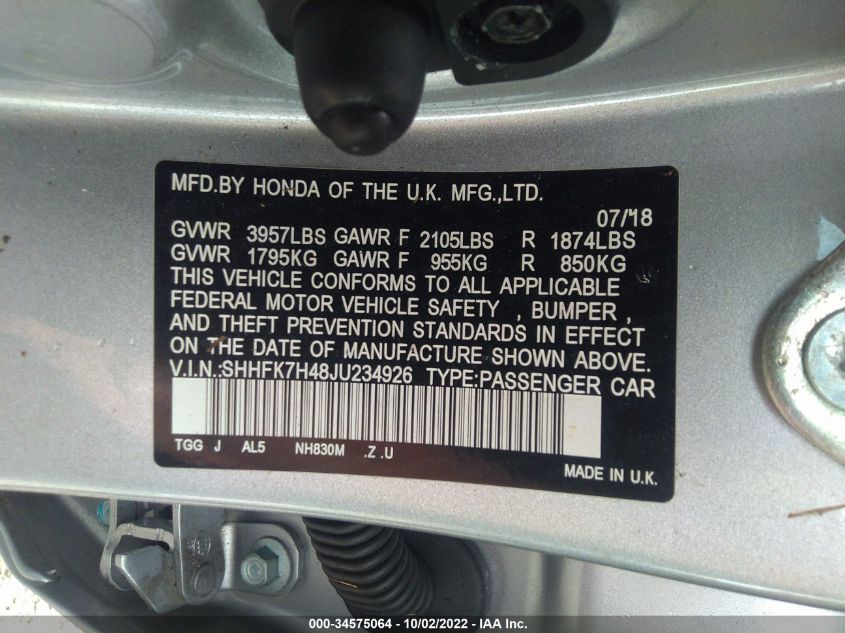 MFD.BY HONDA OF THE U.K. MFG.,LTD.
07/18
GVWR 3957LBS GAWR F 2105LBS R 1874LBS
GVWR 1795KG GAWR F 955KG R 850KG
THIS VEHICLE CONFORMS TO ALL APPLICABLE
FEDERAL MOTOR VEHICLE SAFETY , BUMPER ,
AND THEFT PREVENTION STANDARDS IN EFFECT
ON THE DATE OF MANUFACTURE SHOWN ABOVE.
V.I.N.:SHHFK7H48JU234926 TYPE:PASSENGER CAR
TGG J AL5 NH830M .Z .U
MADE IN U.K.
000-34575064 - 10/02/2022 - IAA Inc.